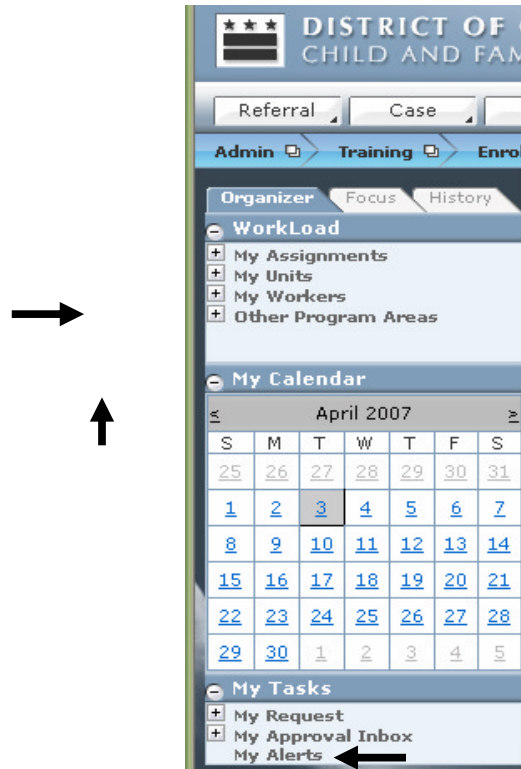 DISTRICT OF
CHILD AND FAM
Referral Case
Admin Training Enrol
Organizer Focus History
WorkLoad
My Assignments
My Units
My Workers
Other Program Areas
My Calendar
≤ April 2007 ≥
S M T W T F S
25 26 27 28 29 30 31
1 2 3 4 5 6 7
8 9 10 11 12 13 14
15 16 17 18 19 20 21
22 23 24 25 26 27 28
29 30 1 2 3 4 5
My Tasks
My Request
My Approval Inbox
My Alerts